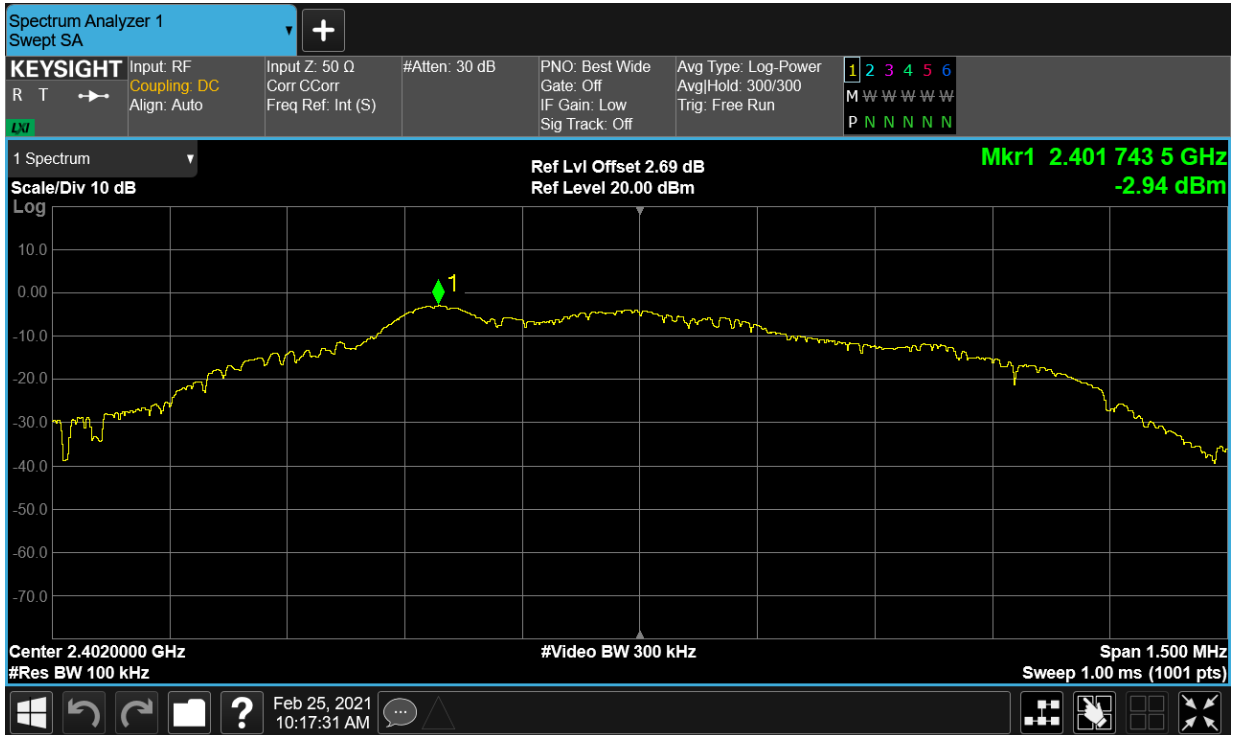 Spectrum Analyzer 1
Swept SA
KEYSIGHT
R T
LXI
Input: RF
Coupling: DC
Align: Auto
Input Z: 50 Ω
Corr CCorr
Freq Ref: Int (S)
#Atten: 30 dB
PNO: Best Wide
Gate: Off
IF Gain: Low
Sig Track: Off
Avg Type: Log-Power
Avg|Hold: 300/300
Trig: Free Run
1 2 3 4 5 6
M W W W W W
P N N N N N
1 Spectrum
Scale/Div 10 dB
Log
Ref Lvl Offset 2.69 dB
Ref Level 20.00 dBm
Mkr1 2.401 743 5 GHz
-2.94 dBm
10.0
0.00
-10.0
-20.0
-30.0
-40.0
-50.0
-60.0
-70.0
1
Center 2.4020000 GHz
#Res BW 100 kHz
#Video BW 300 kHz
Span 1.500 MHz
Sweep 1.00 ms (1001 pts)
?
Feb 25, 2021
10:17:31 AM